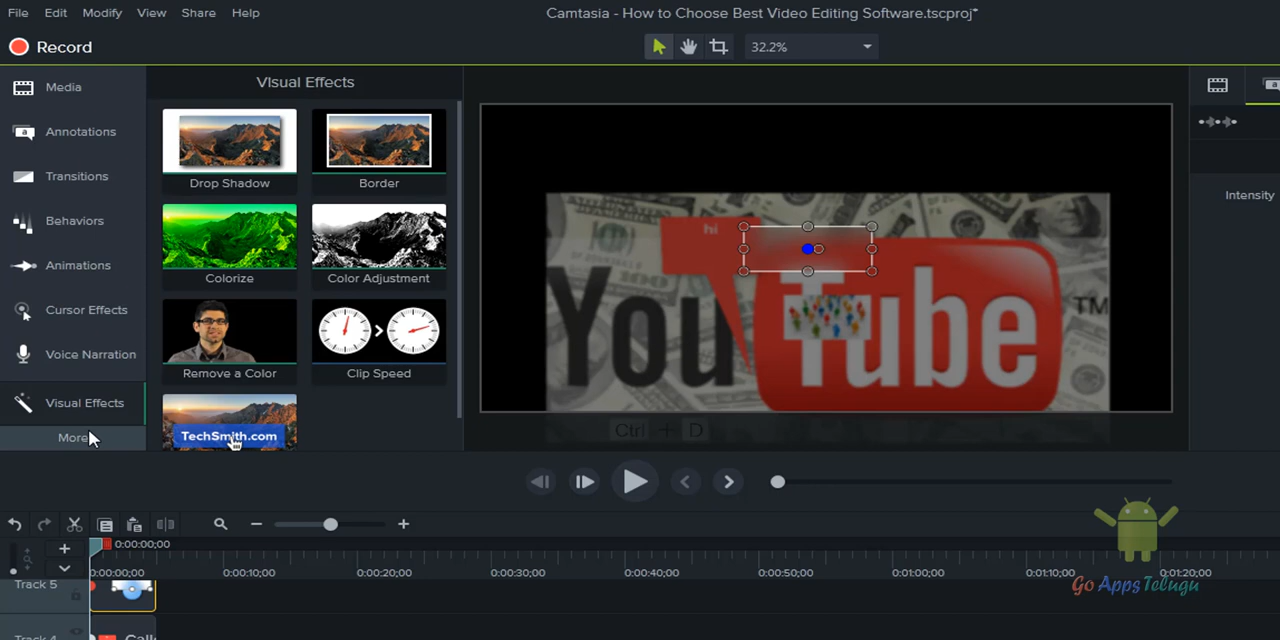 File Edit Modify View Share Help
Camtasia - How to Choose Best Video Editing Software.tscproj*
Record
32.2%
Media
Annotations
Transitions
Behaviors
Animations
Cursor Effects
Voice Narration
Visual Effects
More
Visual Effects
Drop Shadow
Border
Colorize
Color Adjustment
Remove a Color
Clip Speed
TechSmith.com
hi
YouTube™
Ctrl + D
Intensity
0:00:00;00
0:00:00;00 0:00:10;00 0:00:20;00 0:00:30;00 0:00:40;00 0:00:50;00 0:01:00;00 0:01:10;00 0:01:20;00
Track 5
Track 4
Go Apps Telugu